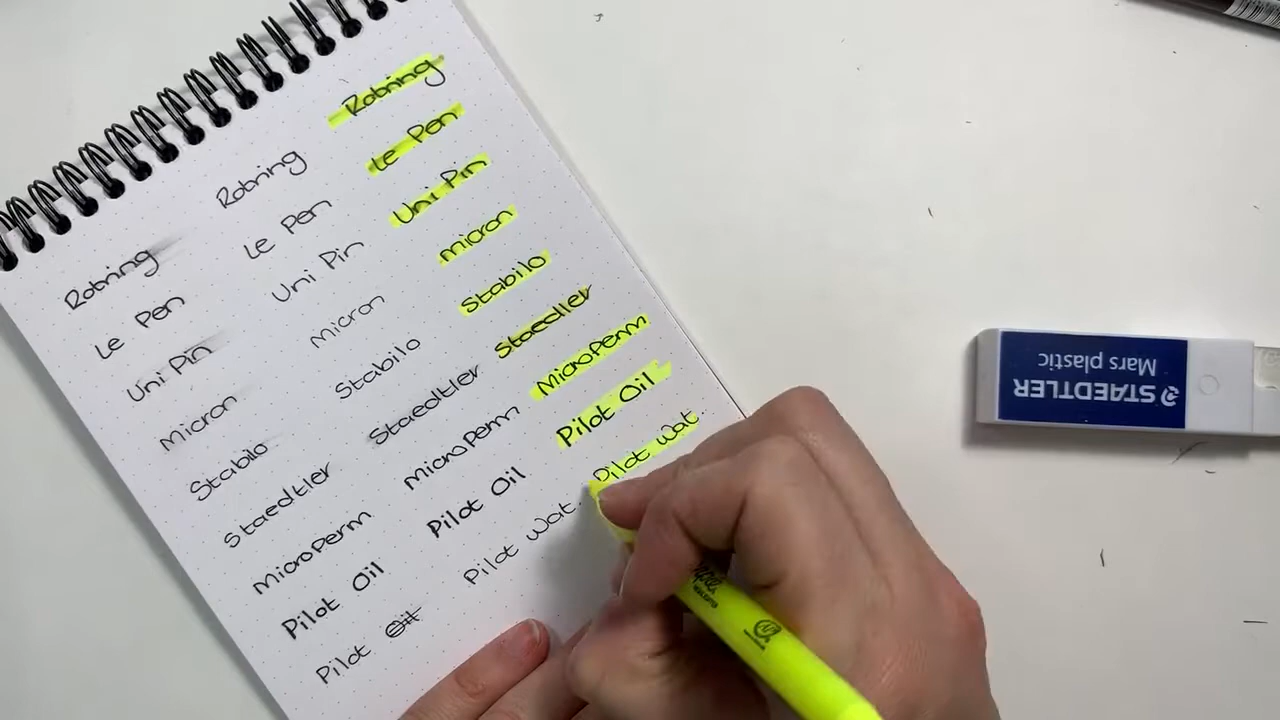 Rotring Rotring Rotring
Le Pen Le Pen Le Pen
Uni Pin Uni Pin Uni Pin
Micron Micron Micron
Stabilo Stabilo Stabilo
Staedtler Staedtler Staedtler
MicroPerm MicroPerm MicroPerm
Pilot Oil Pilot Oil Pilot Oil
Pilot Oil Pilot Wat. Pilot Wat.
STAEDTLER
Mars plastic